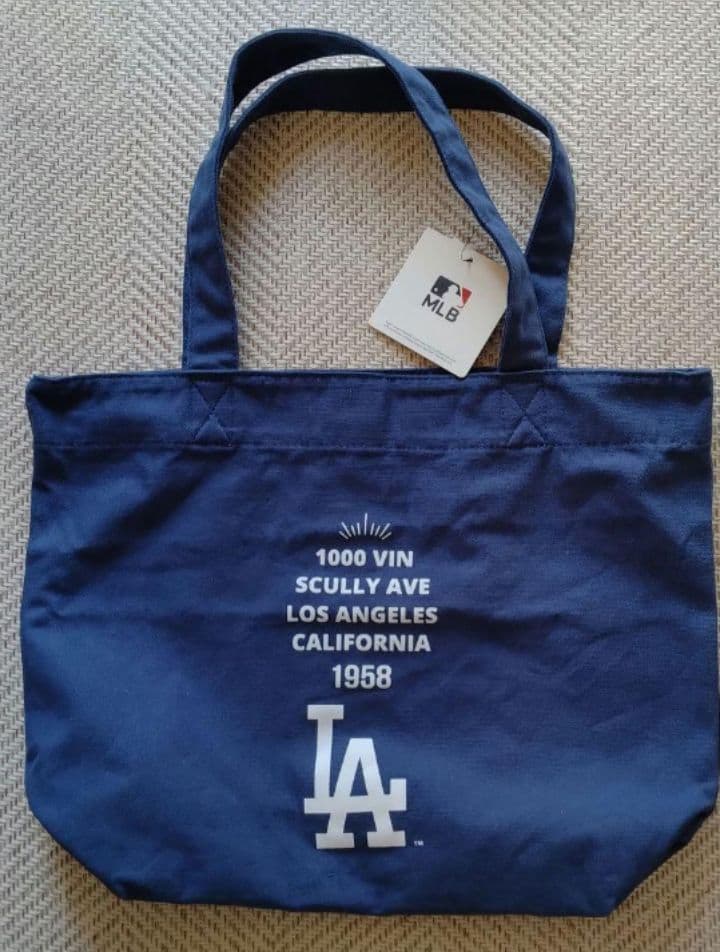 MLB
1000 VIN
SCULLY AVE
LOS ANGELES
CALIFORNIA
1958
LA
TM